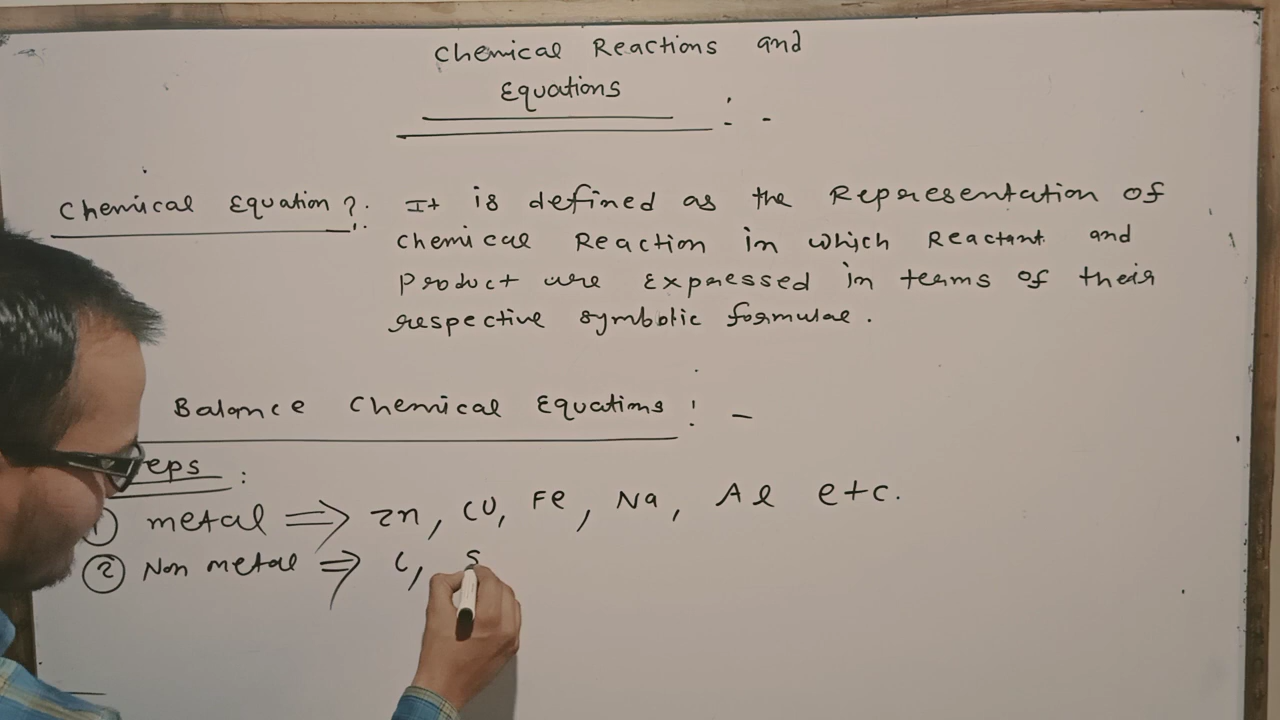 Chemical Reactions and
Equations :-
Chemical Equation ?: It is defined as the Representation of
chemical Reaction in which Reactant and
Product are Expressed in terms of their
respective symbolic formulae.
Balance Chemical Equations : -
eps :
① metal ⇒ Zn, Cu, Fe, Na, Al etc.
② Non metal ⇒ C, S